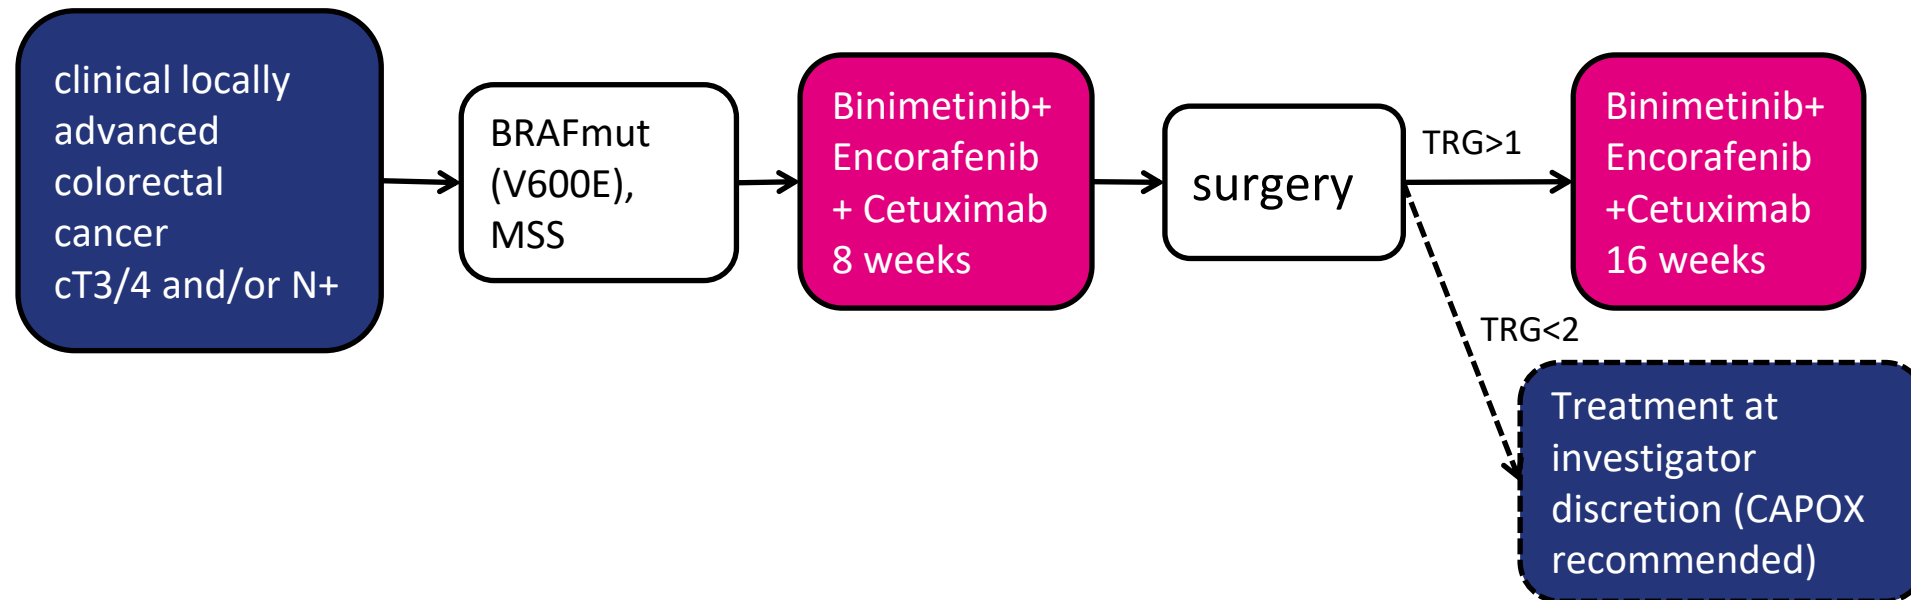 clinical locally
advanced
colorectal
cancer
cT3/4 and/or N+
BRAFmut
(V600E),
MSS
Binimetinib+
Encorafenib
+ Cetuximab
8 weeks
surgery
TRG>1
Binimetinib+
Encorafenib
+Cetuximab
16 weeks
TRG<2
Treatment at
investigator
discretion (CAPOX
recommended)